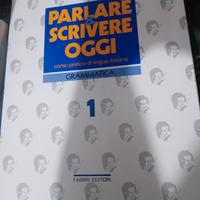 PARLARE
E
SCRIVERE
OGGI
corso pratico di lingua italiana
GRAMMATICA
1
FABBRI EDITORI